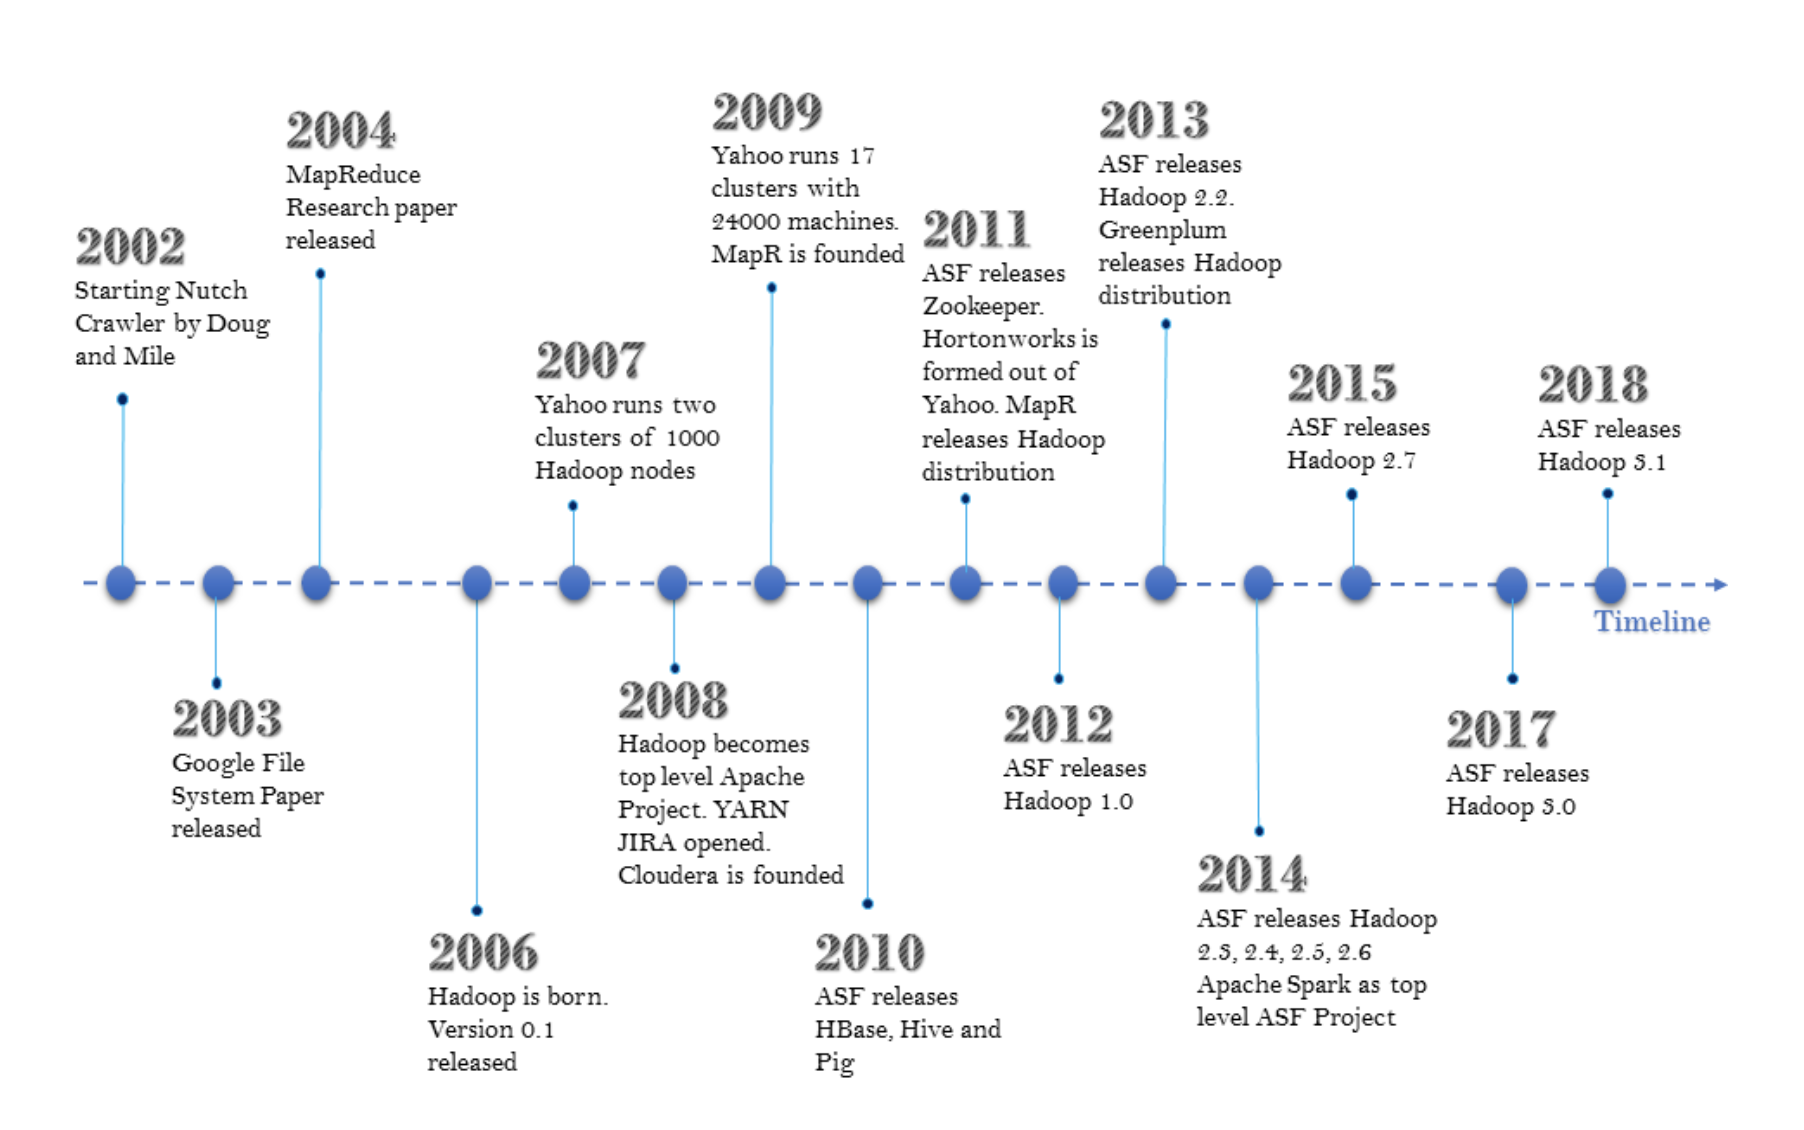 2002
Starting Nutch
Crawler by Doug
and Mile
2003
Google File
System Paper
released
2004
MapReduce
Research paper
released
2006
Hadoop is born.
Version 0.1
released
2007
Yahoo runs two
clusters of 1000
Hadoop nodes
2008
Hadoop becomes
top level Apache
Project. YARN
JIRA opened.
Cloudera is founded
2009
Yahoo runs 17
clusters with
24000 machines.
MapR is founded
2010
ASF releases
HBase, Hive and
Pig
2011
ASF releases
Zookeeper.
Hortonworks is
formed out of
Yahoo. MapR
releases Hadoop
distribution
2012
ASF releases
Hadoop 1.0
2013
ASF releases
Hadoop 2.2.
Greenplum
releases Hadoop
distribution
2014
ASF releases Hadoop
2.3, 2.4, 2.5, 2.6
Apache Spark as top
level ASF Project
2015
ASF releases
Hadoop 2.7
2017
ASF releases
Hadoop 3.0
2018
ASF releases
Hadoop 3.1
Timeline